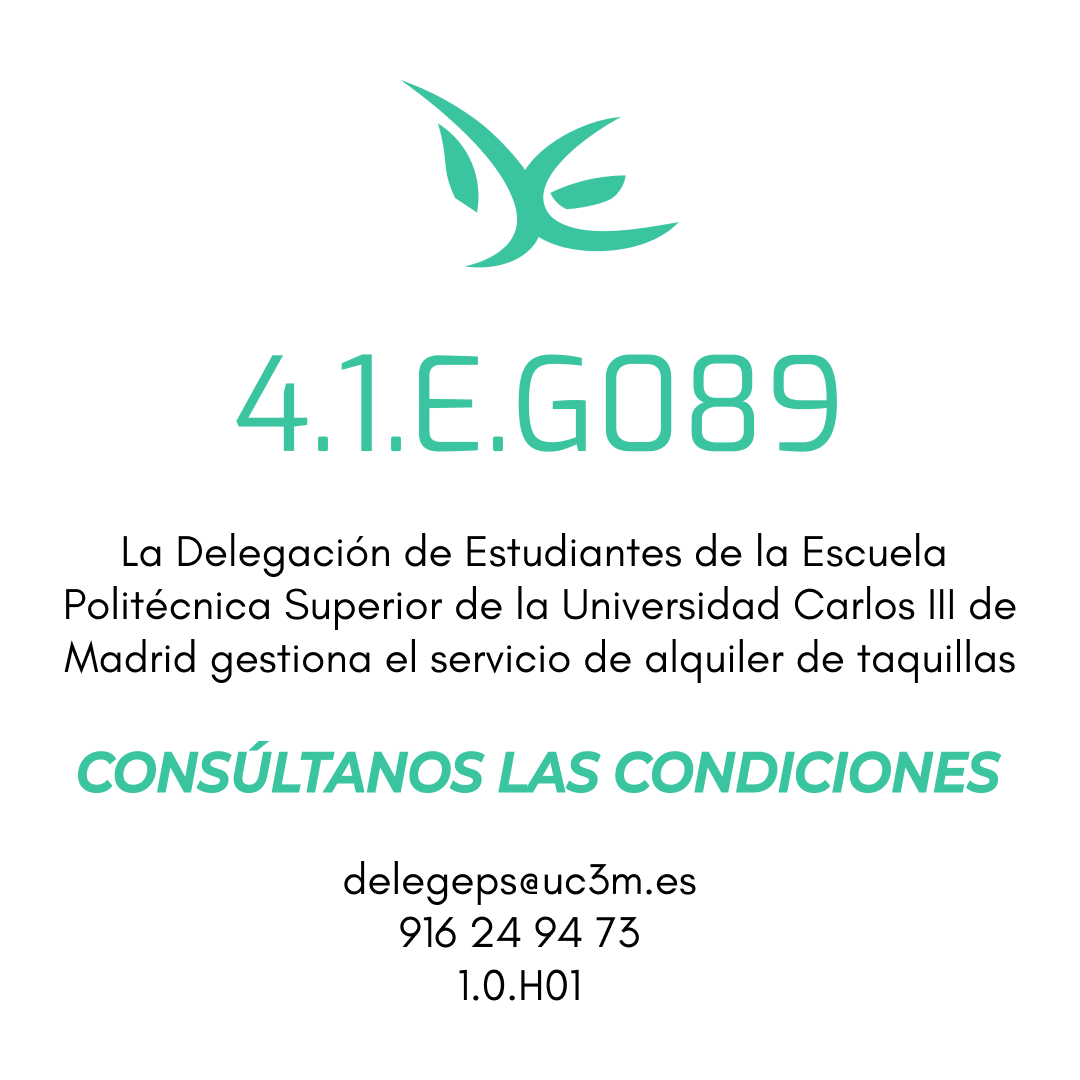 4.1.E.G089
La Delegación de Estudiantes de la Escuela
Politécnica Superior de la Universidad Carlos III de
Madrid gestiona el servicio de alquiler de taquillas
CONSÚLTANOS LAS CONDICIONES
delegeps@uc3m.es
916 24 94 73
1.0.H01